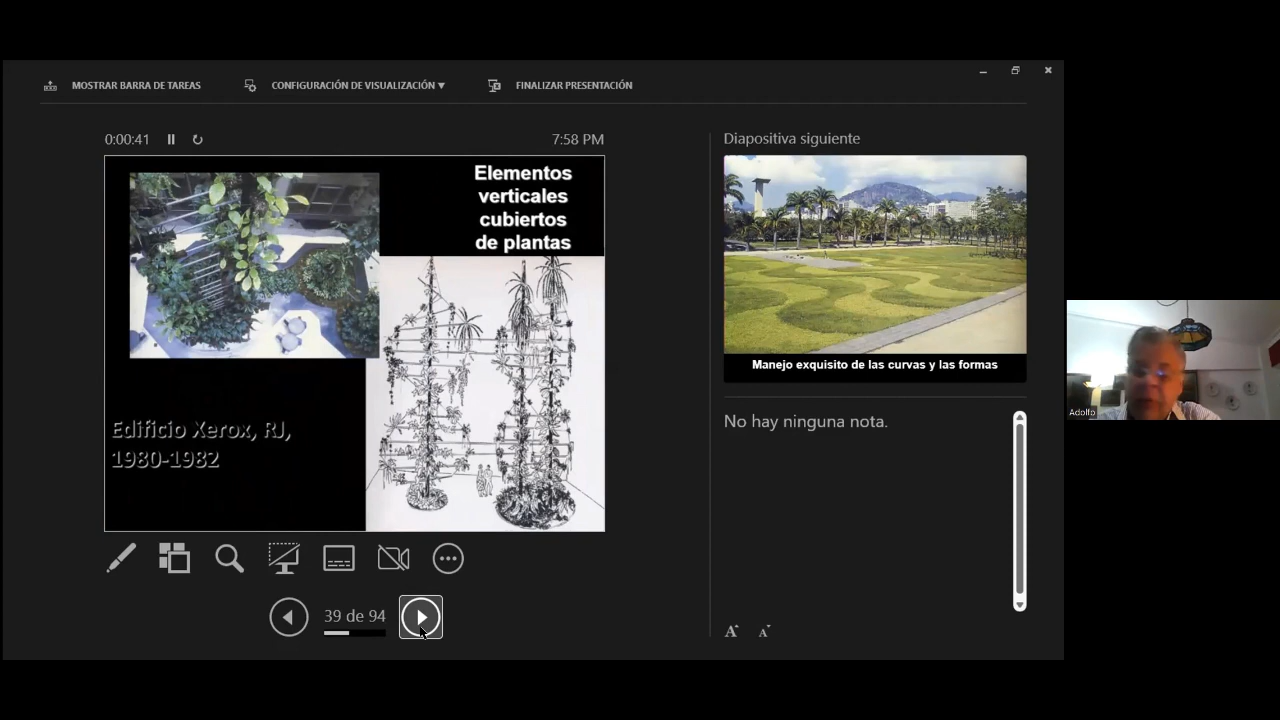 MOSTRAR BARRA DE TAREAS
CONFIGURACIÓN DE VISUALIZACIÓN ▼
FINALIZAR PRESENTACIÓN
0:00:41
7:58 PM
Elementos
verticales
cubiertos
de plantas
Edificio Xerox, RJ,
1980-1982
39 de 94
Diapositiva siguiente
Manejo exquisito de las curvas y las formas
No hay ninguna nota.
A A
Adolfo